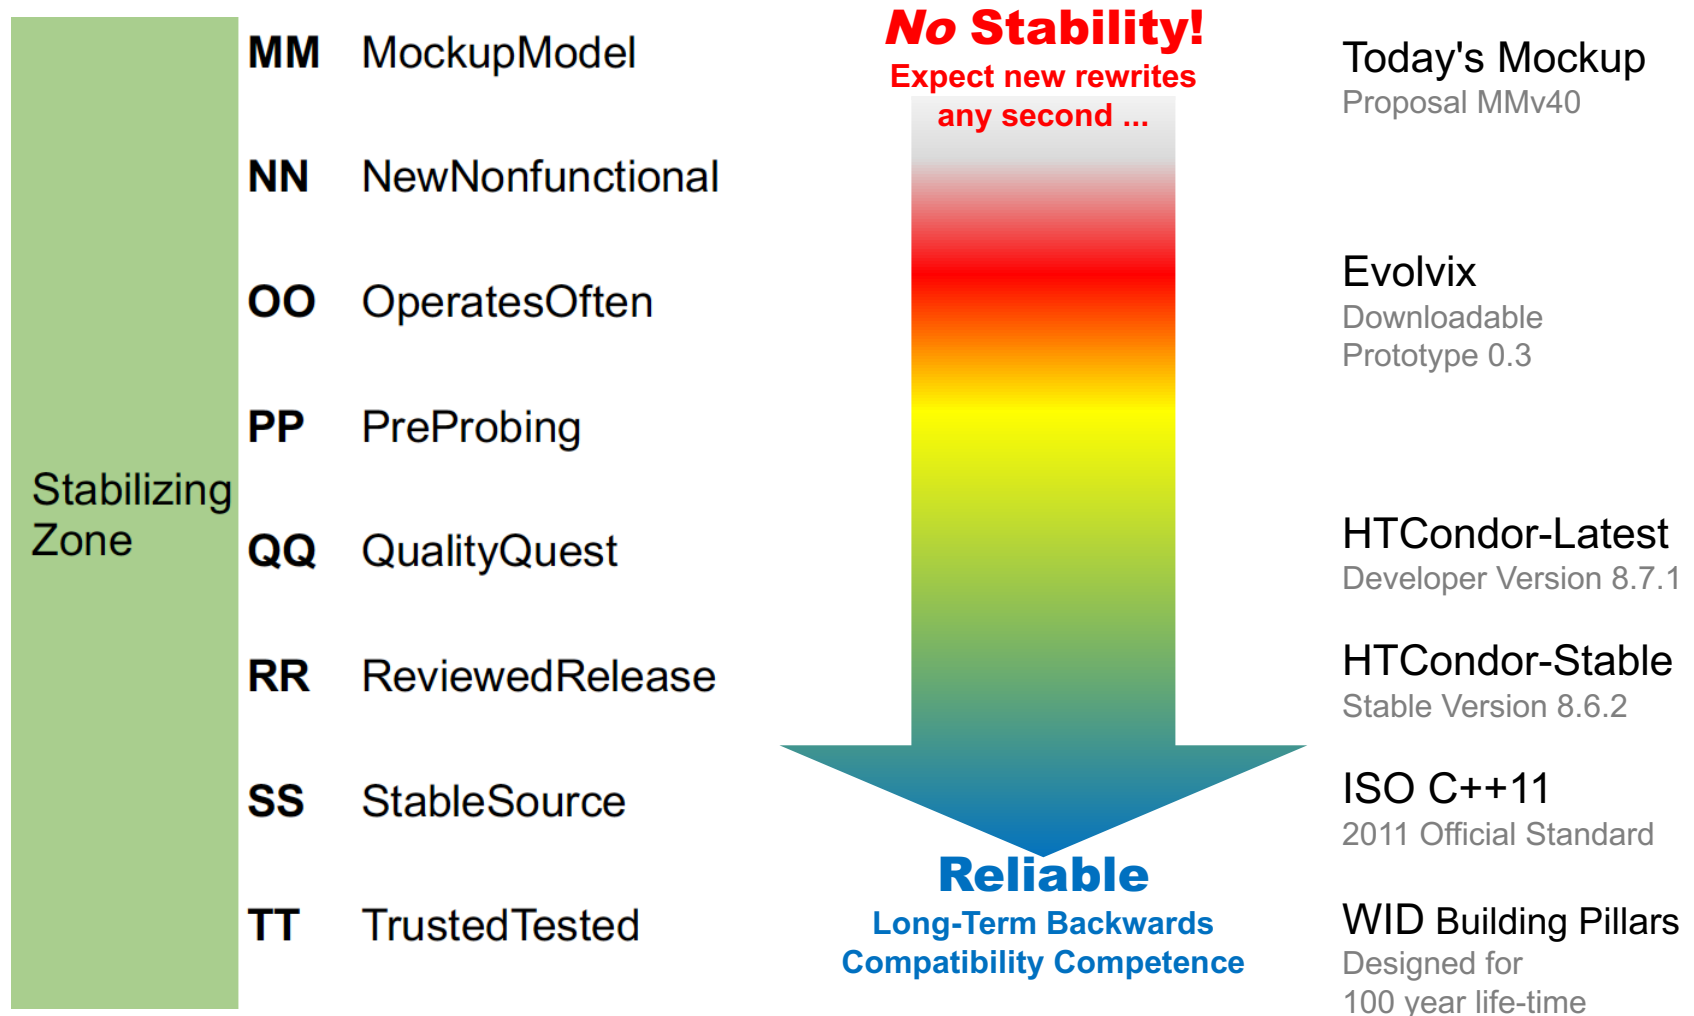 Stabilizing
Zone
MM MockupModel
NN NewNonfunctional
OO OperatesOften
PP PreProbing
QQ QualityQuest
RR ReviewedRelease
SS StableSource
TT TrustedTested
No Stability!
Expect new rewrites
any second ...
Reliable
Long-Term Backwards
Compatibility Competence
Today's Mockup
Proposal MMv40
Evolvix
Downloadable
Prototype 0.3
HTCondor-Latest
Developer Version 8.7.1
HTCondor-Stable
Stable Version 8.6.2
ISO C++11
2011 Official Standard
WID Building Pillars
Designed for
100 year life-time